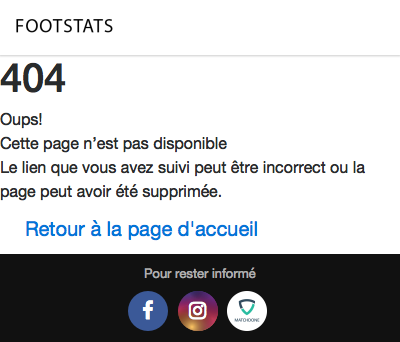 FOOTSTATS
404
Oups!
Cette page n’est pas disponible
Le lien que vous avez suivi peut être incorrect ou la
page peut avoir été supprimée.
Retour à la page d'accueil
Pour rester informé
MATCHDONE